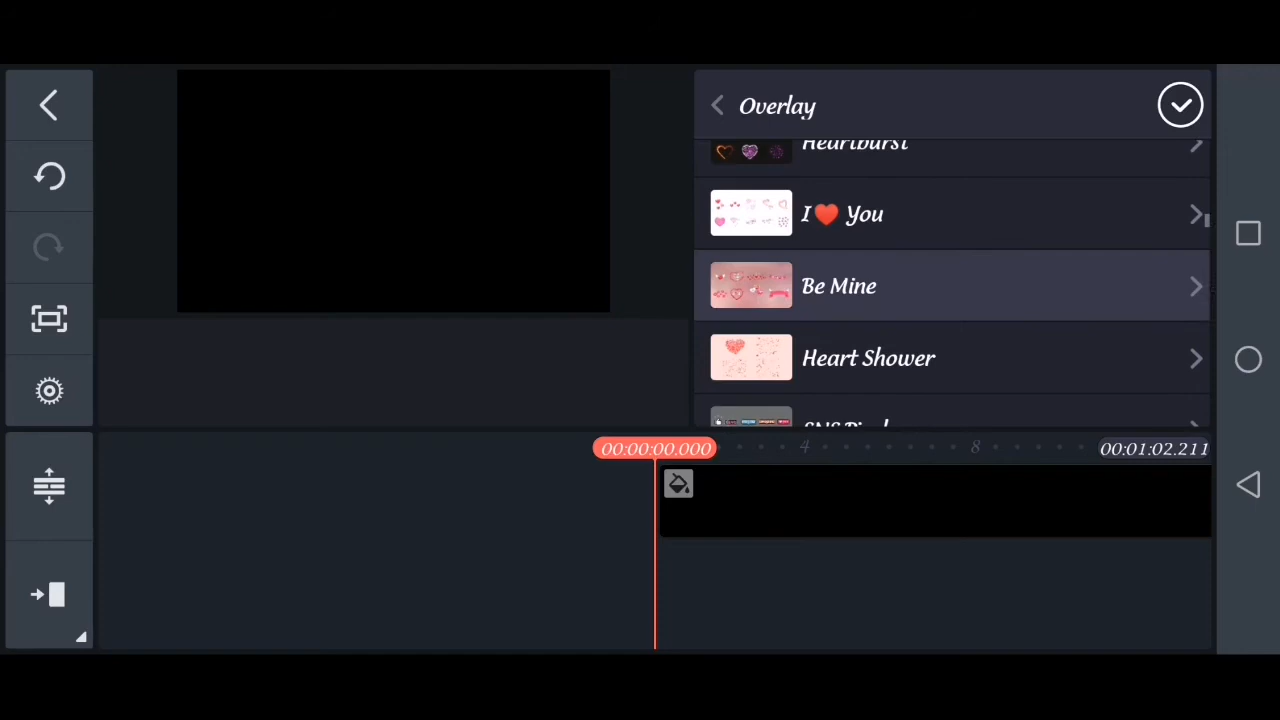 Overlay
Heartburst
I❤️ You
Be Mine
Heart Shower
00:00:00.000
4
8
00:01:02.211